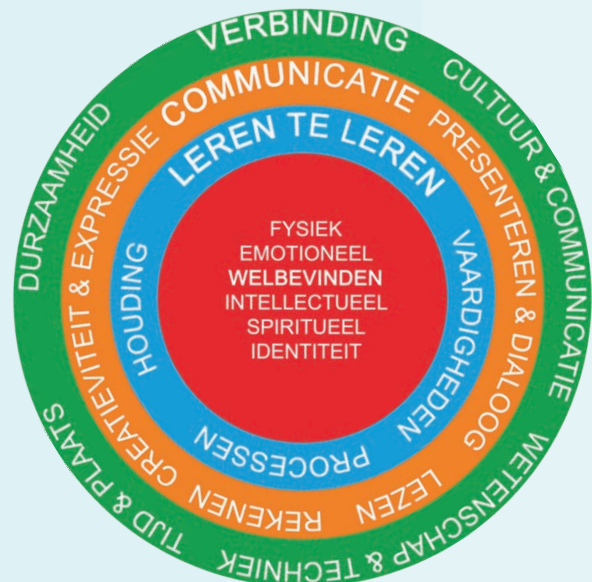 VERBINDING
CULTUUR & COMMUNICATIE
WETENSCHAP & TECHNIEK
TIJD & PLAATS
DURZAAMHEID
COMMUNICATIE
PRESENTEREN & DIALOOG
LEZEN
REKENEN
CREATIEVITEIT & EXPRESSIE
LEREN TE LEREN
VAARDIGHEDEN
PROCESSEN
HOUDING
FYSIEK
EMOTIONEEL
WELBEVINDEN
INTELLECTUEEL
SPIRITUEEL
IDENTITEIT